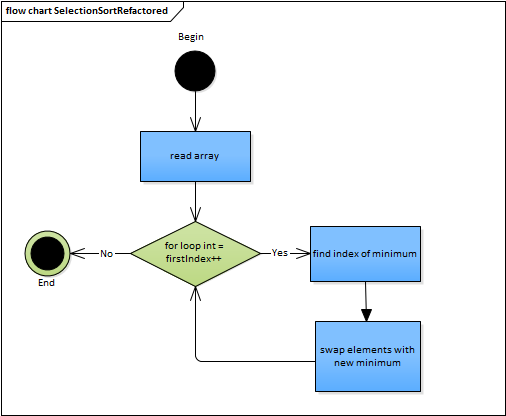 flow chart SelectionSortRefactored
Begin
read array
for loop int =
firstIndex++
No
Yes
find index of minimum
End
swap elements with
new minimum